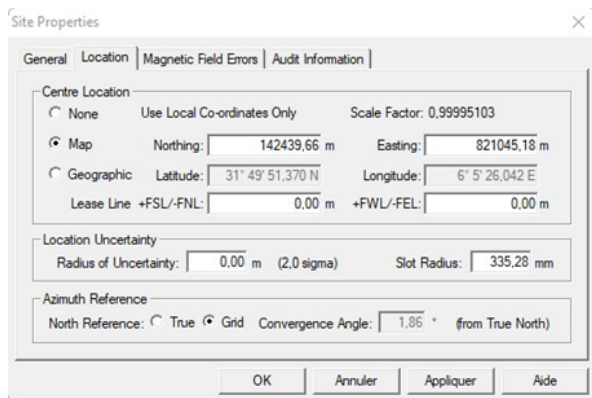 Site Properties
General Location Magnetic Field Errors Audit Information
Centre Location
None Use Local Co-ordinates Only Scale Factor: 0,99995103
Map Northing: 142439,66 m Easting: 821045,18 m
Geographic Latitude: 31° 49' 51,370 N Longitude: 6° 5' 26,042 E
Lease Line +FSL/-FNL: 0,00 m +FWL/-FEL: 0,00 m
Location Uncertainty
Radius of Uncertainty: 0,00 m (2,0 sigma) Slot Radius: 335,28 mm
Azimuth Reference
North Reference: True Grid Convergence Angle: 1,86 ° (from True North)
OK Annuler Appliquer Aide